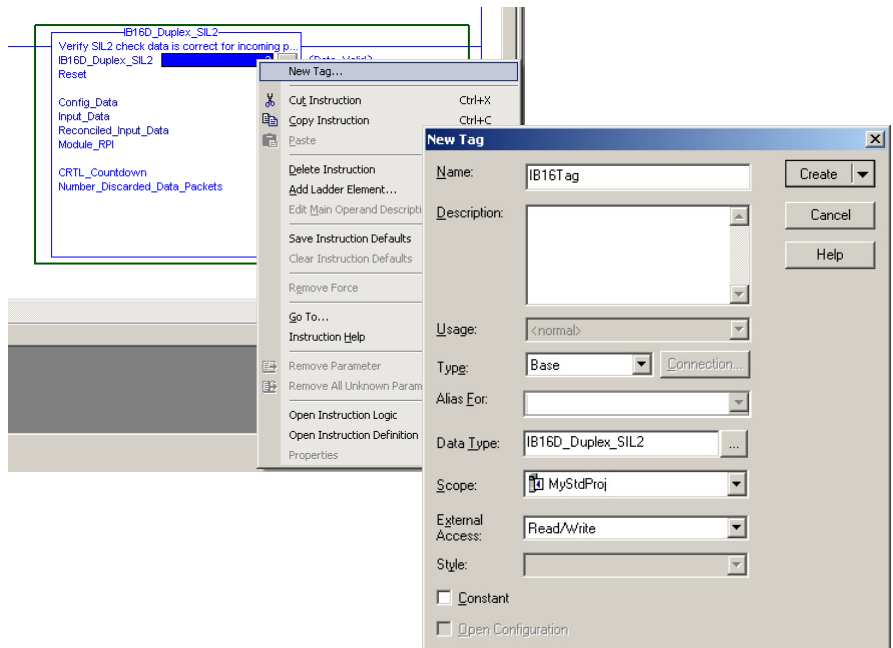 IB16D_Duplex_SIL2
Verify SIL2 check data is correct for incoming p...
IB16D_Duplex_SIL2 ?
Reset
Config_Data
Input_Data
Reconciled_Input_Data
Module_RPI
CRTL_Countdown
Number_Discarded_Data_Packets
(Data_Valid)
New Tag...
Cut Instruction Ctrl+X
Copy Instruction Ctrl+C
Paste
Delete Instruction
Add Ladder Element...
Edit Main Operand Descripti
Save Instruction Defaults
Clear Instruction Defaults
Remove Force
Go To...
Instruction Help
Remove Parameter
Remove All Unknown Param
Open Instruction Logic
Open Instruction Definition
Properties
New Tag
Name: IB16Tag
Create
Description:
Cancel
Help
Usage: <normal>
Type: Base Connection...
Alias For:
Data Type: IB16D_Duplex_SIL2 ...
Scope: MyStdProj
External Access: Read/Write
Style:
Constant
Open Configuration